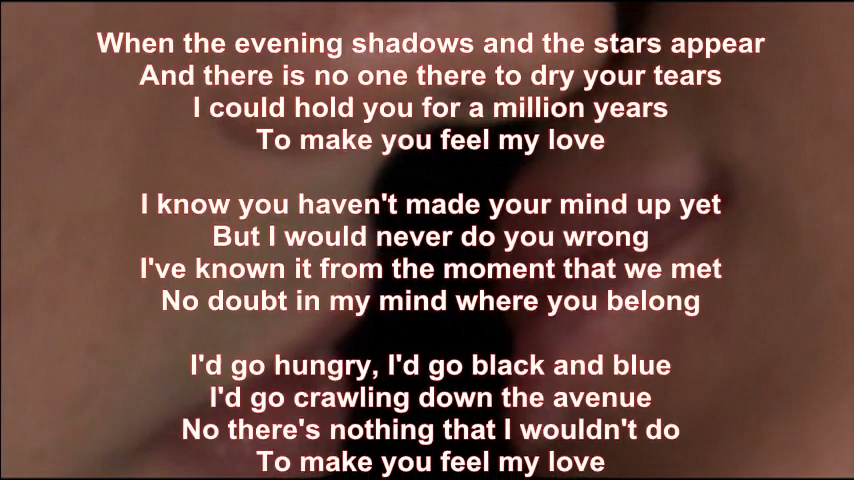 When the evening shadows and the stars appear
And there is no one there to dry your tears
I could hold you for a million years
To make you feel my love
I know you haven't made your mind up yet
But I would never do you wrong
I've known it from the moment that we met
No doubt in my mind where you belong
I'd go hungry, I'd go black and blue
I'd go crawling down the avenue
No there's nothing that I wouldn't do
To make you feel my love